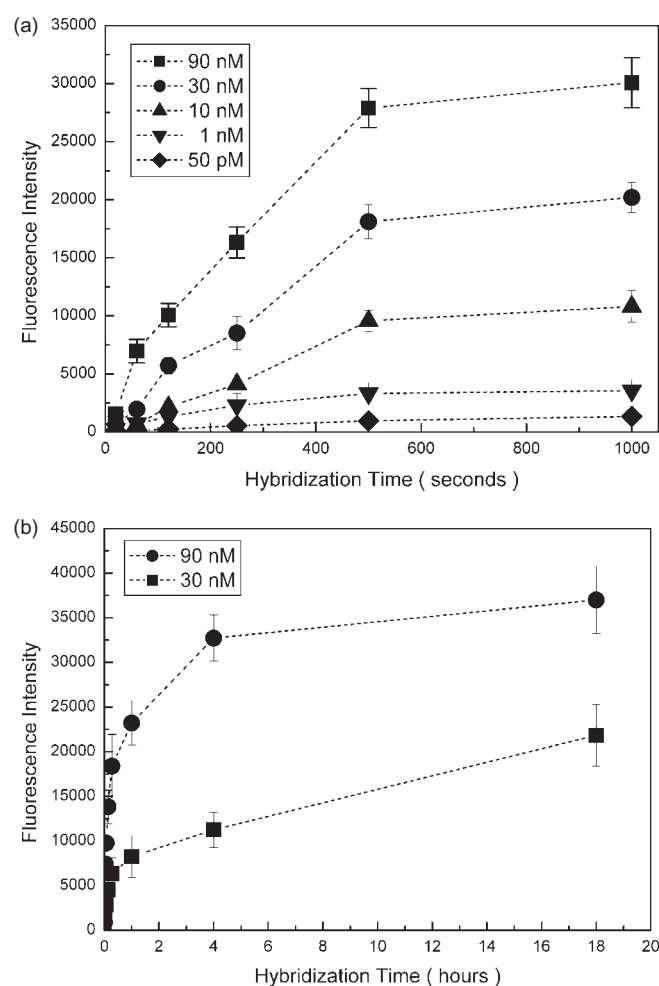 (a)
35000
30000
25000
20000
15000
10000
5000
0
Fluorescence Intensity
90 nM
30 nM
10 nM
1 nM
50 pM
0 200 400 600 800 1000
Hybridization Time ( seconds )
(b)
45000
40000
35000
30000
25000
20000
15000
10000
5000
0
Fluorescence Intensity
90 nM
30 nM
0 2 4 6 8 10 12 14 16 18 20
Hybridization Time ( hours )